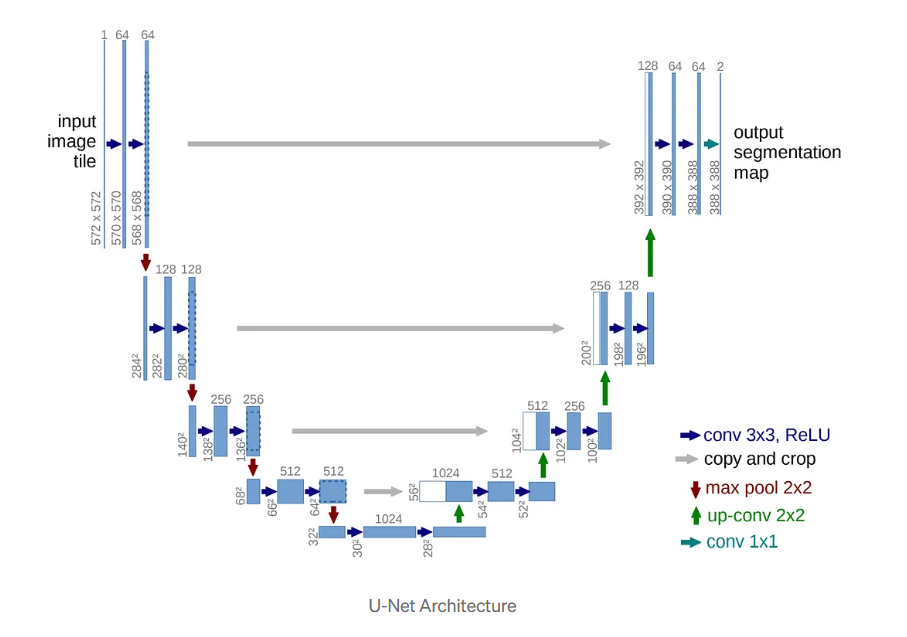 1 64 64
input
image
tile
572 x 572
570 x 570
568 x 568
128 64 64 2
output
segmentation
map
392 x 392
390 x 390
388 x 388
388 x 388
128 128
284²
282²
280²
256 128
200²
198²
196²
256 256
140²
138²
136²
512 256
104²
102²
100²
512 512
68²
66²
64²
1024 512
56²
54²
52²
1024
32²
30²
28²
conv 3x3, ReLU
copy and crop
max pool 2x2
up-conv 2x2
conv 1x1
U-Net Architecture